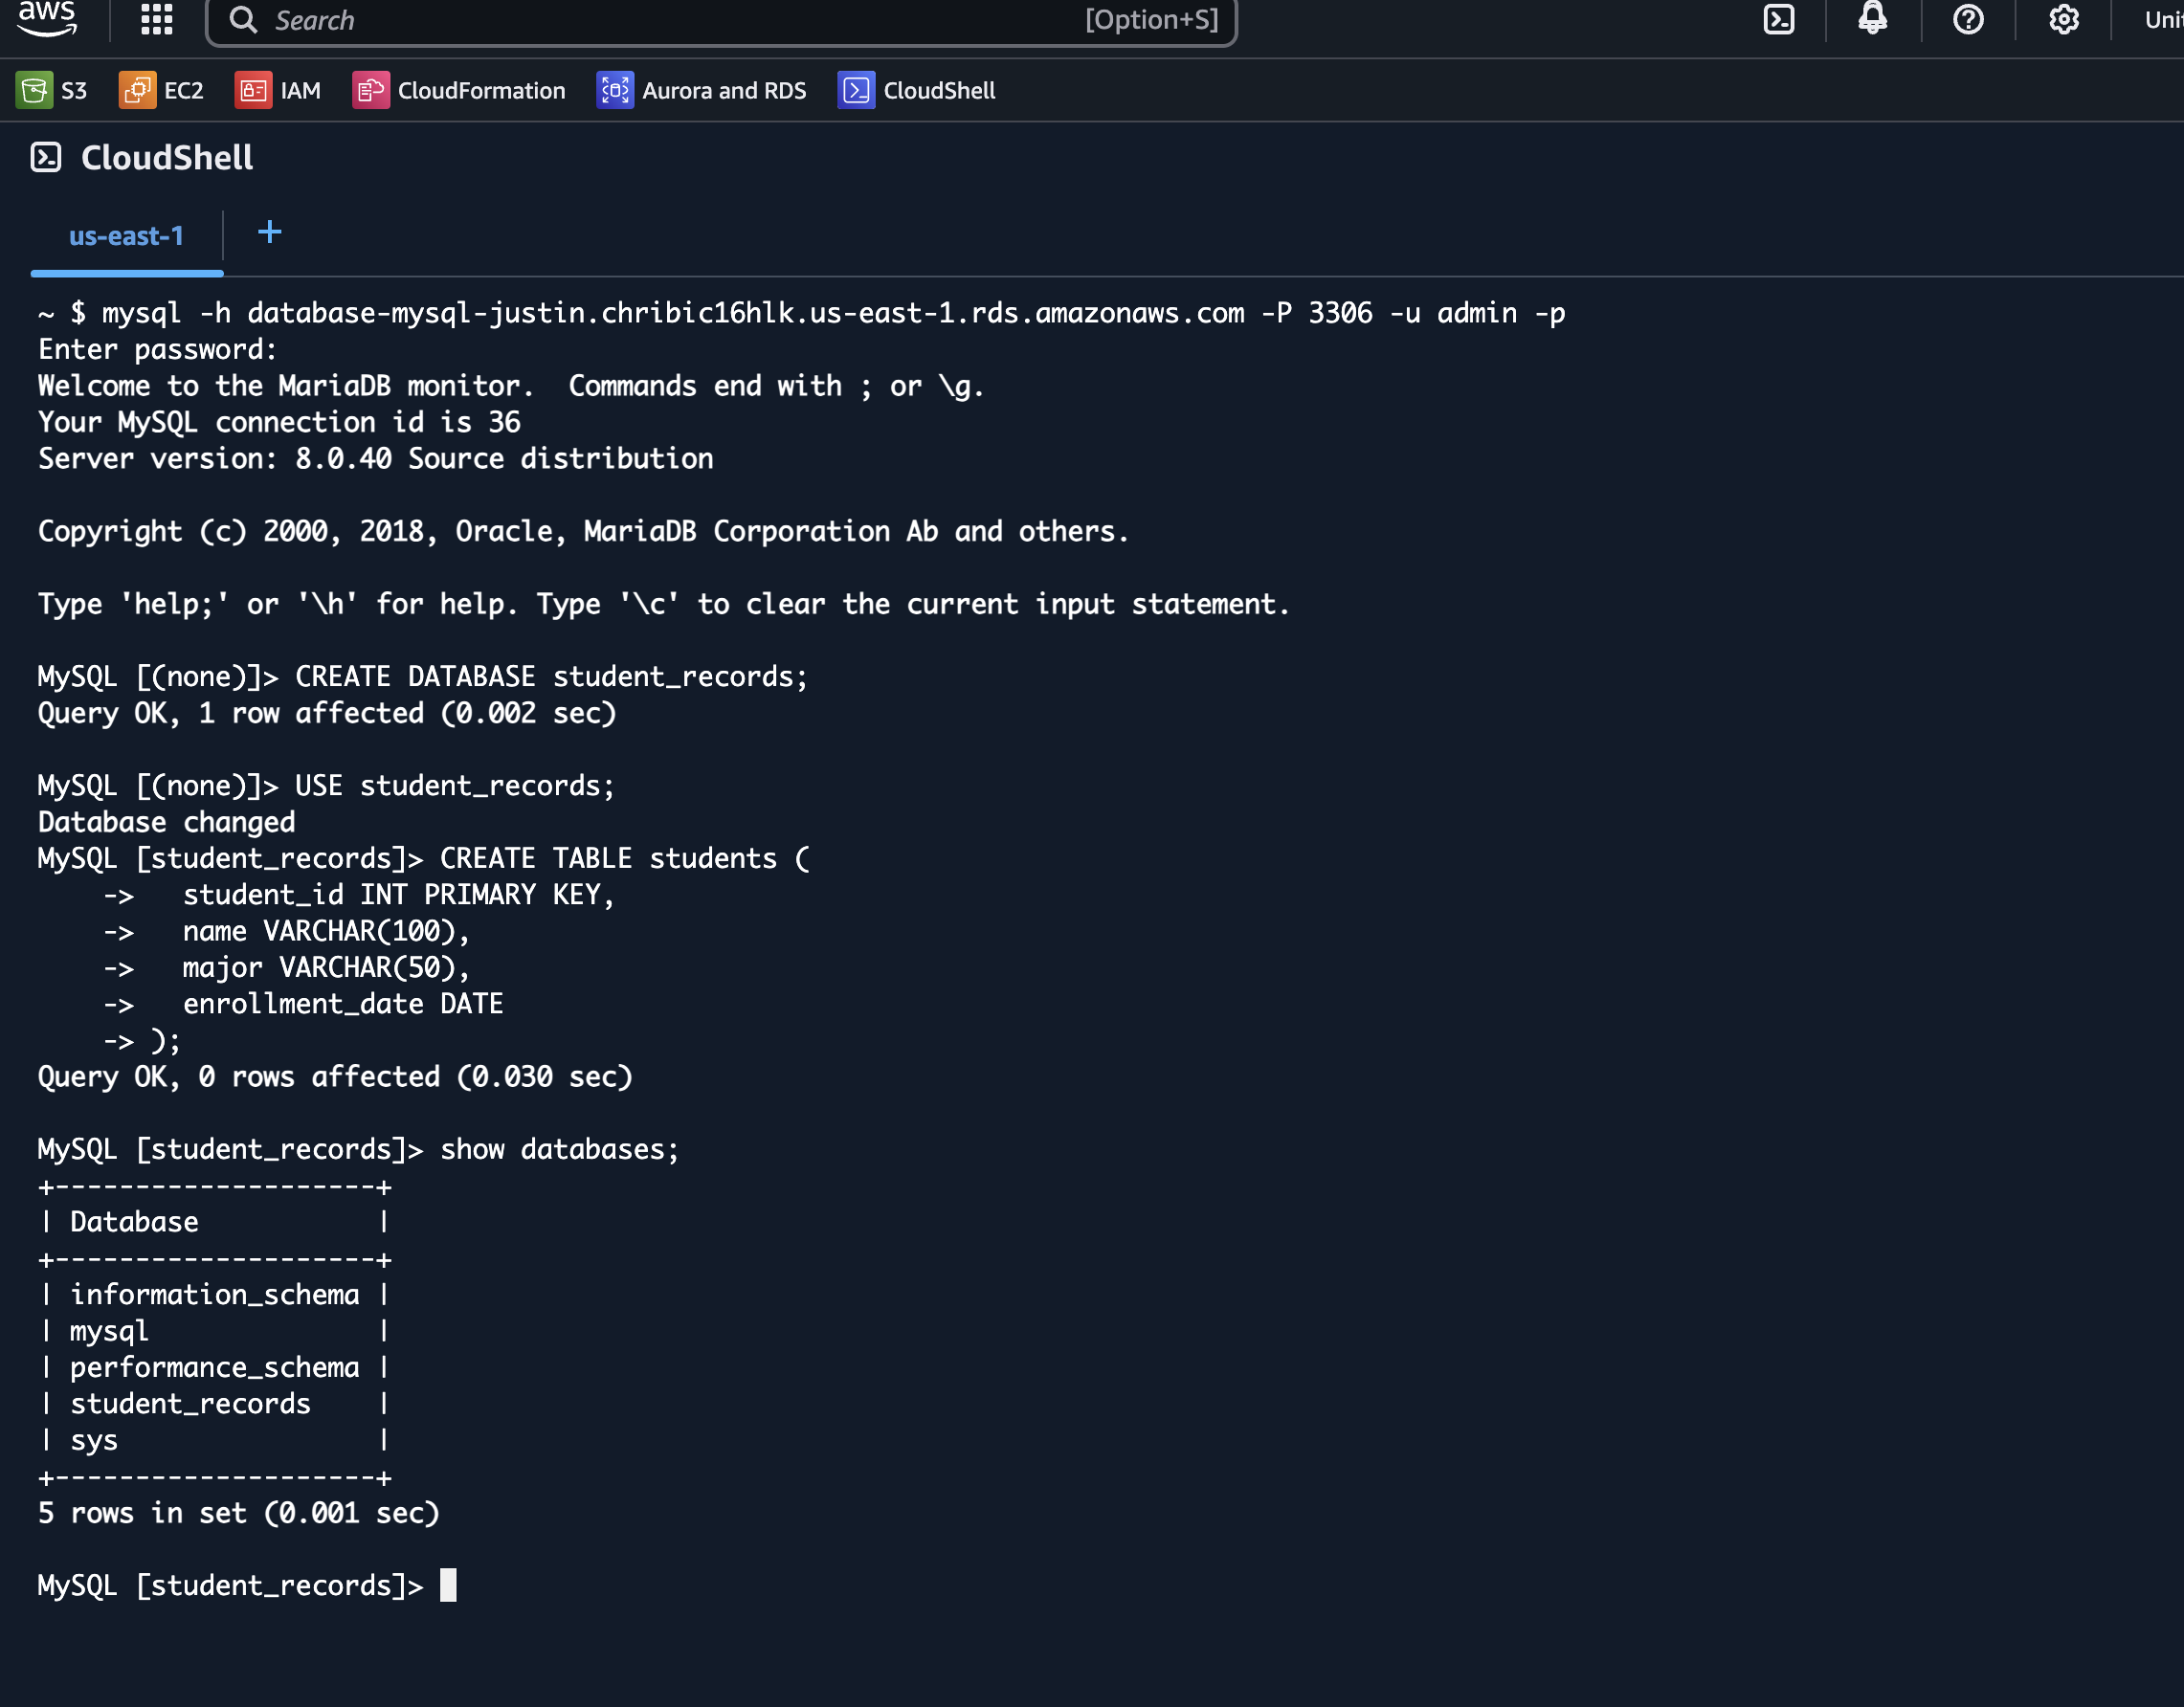 aws
Search [Option+S]
S3 EC2 IAM CloudFormation Aurora and RDS CloudShell
CloudShell
us-east-1 +
~ $ mysql -h database-mysql-justin.chribic16hlk.us-east-1.rds.amazonaws.com -P 3306 -u admin -p
Enter password:
Welcome to the MariaDB monitor.  Commands end with ; or \g.
Your MySQL connection id is 36
Server version: 8.0.40 Source distribution
Copyright (c) 2000, 2018, Oracle, MariaDB Corporation Ab and others.
Type 'help;' or '\h' for help. Type '\c' to clear the current input statement.
MySQL [(none)]> CREATE DATABASE student_records;
Query OK, 1 row affected (0.002 sec)
MySQL [(none)]> USE student_records;
Database changed
MySQL [student_records]> CREATE TABLE students (
    ->   student_id INT PRIMARY KEY,
    ->   name VARCHAR(100),
    ->   major VARCHAR(50),
    ->   enrollment_date DATE
    -> );
Query OK, 0 rows affected (0.030 sec)
MySQL [student_records]> show databases;
+--------------------+
| Database           |
+--------------------+
| information_schema |
| mysql              |
| performance_schema |
| student_records    |
| sys                |
+--------------------+
5 rows in set (0.001 sec)
MySQL [student_records]>